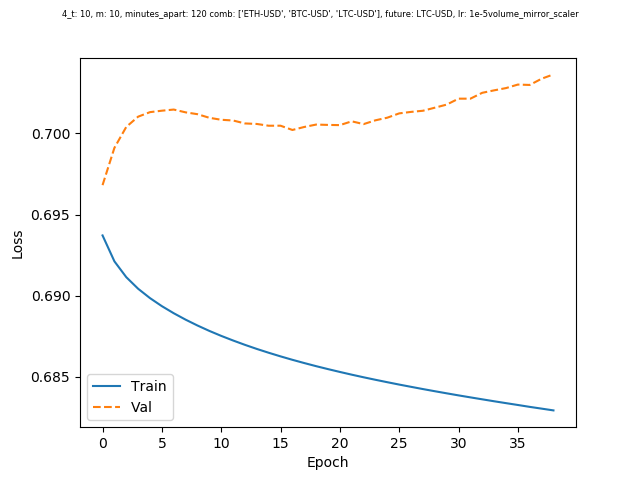 4_t: 10, m: 10, minutes_apart: 120 comb: ['ETH-USD', 'BTC-USD', 'LTC-USD'], future: LTC-USD, lr: 1e-5volume_mirror_scaler
0.700
0.695
0.690
0.685
Loss
Train
Val
0 5 10 15 20 25 30 35
Epoch